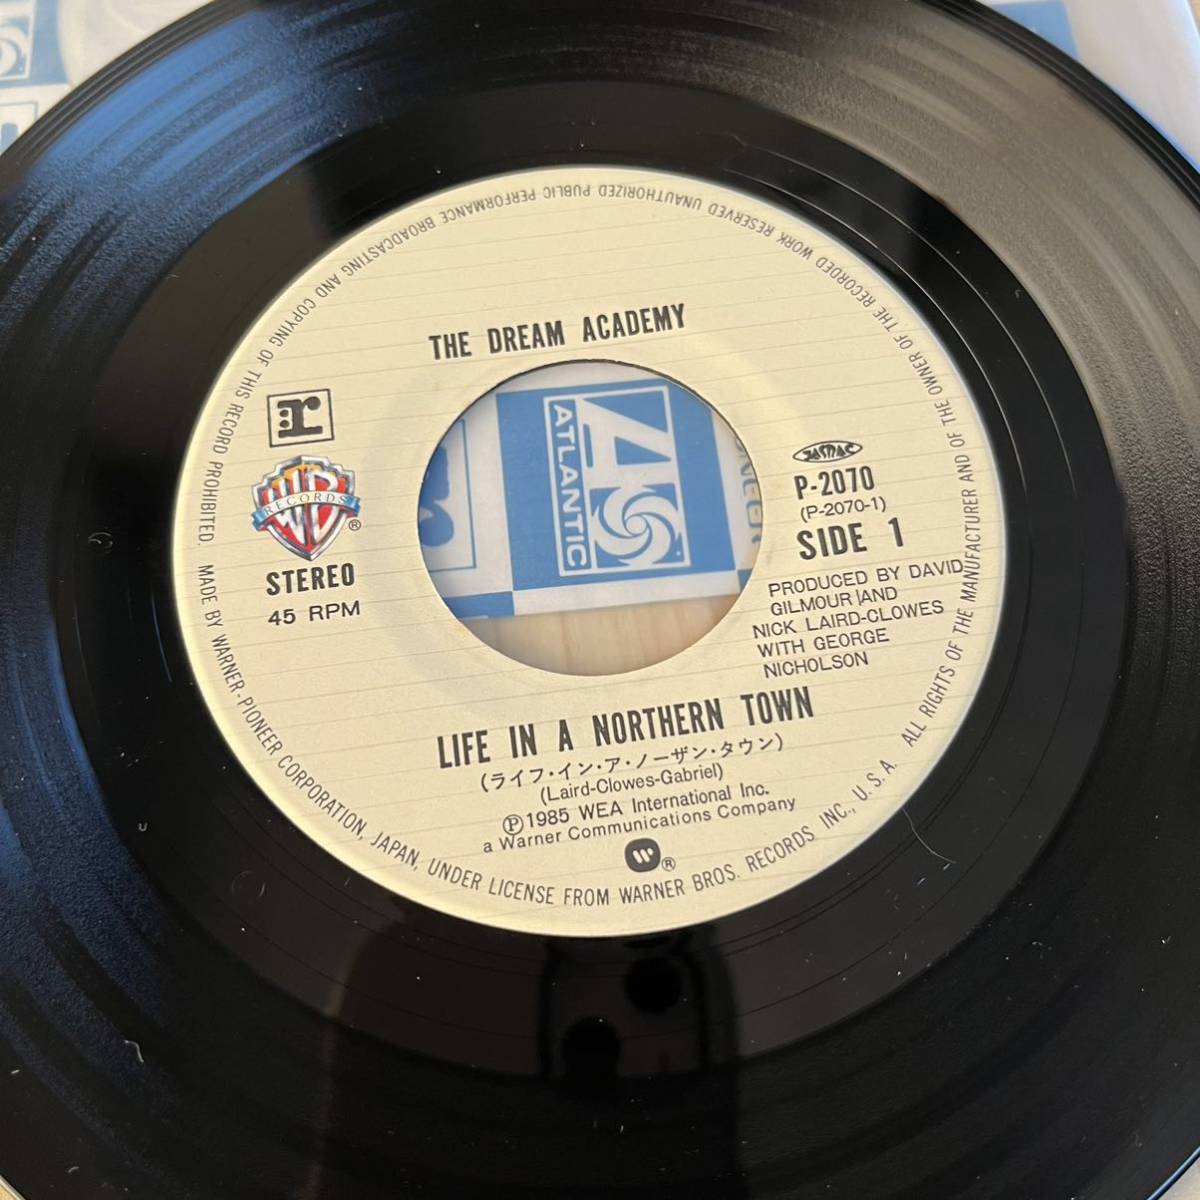 THE DREAM ACADEMY
r
WB
RECORDS
®
STEREO
45 RPM
ATLANTIC
JASRAC
P-2070
(P-2070-1)
SIDE 1
PRODUCED BY DAVID
GILMOUR AND
NICK LAIRD-CLOWES
WITH GEORGE
NICHOLSON
LIFE IN A NORTHERN TOWN
(ライフ・イン・ア・ノーザン・タウン)
(Laird-Clowes-Gabriel)
Ⓟ1985 WEA International Inc.
a Warner Communications Company
W®
MADE BY WARNER-PIONEER CORPORATION, JAPAN, UNDER LICENSE FROM WARNER BROS. RECORDS INC., U.S.A. ALL RIGHTS OF THE MANUFACTURER AND OF THE OWNER OF THE RECORDED WORK RESERVED UNAUTHORIZED PUBLIC PERFORMANCE BROADCASTING AND COPYING OF THIS RECORD PROHIBITED.